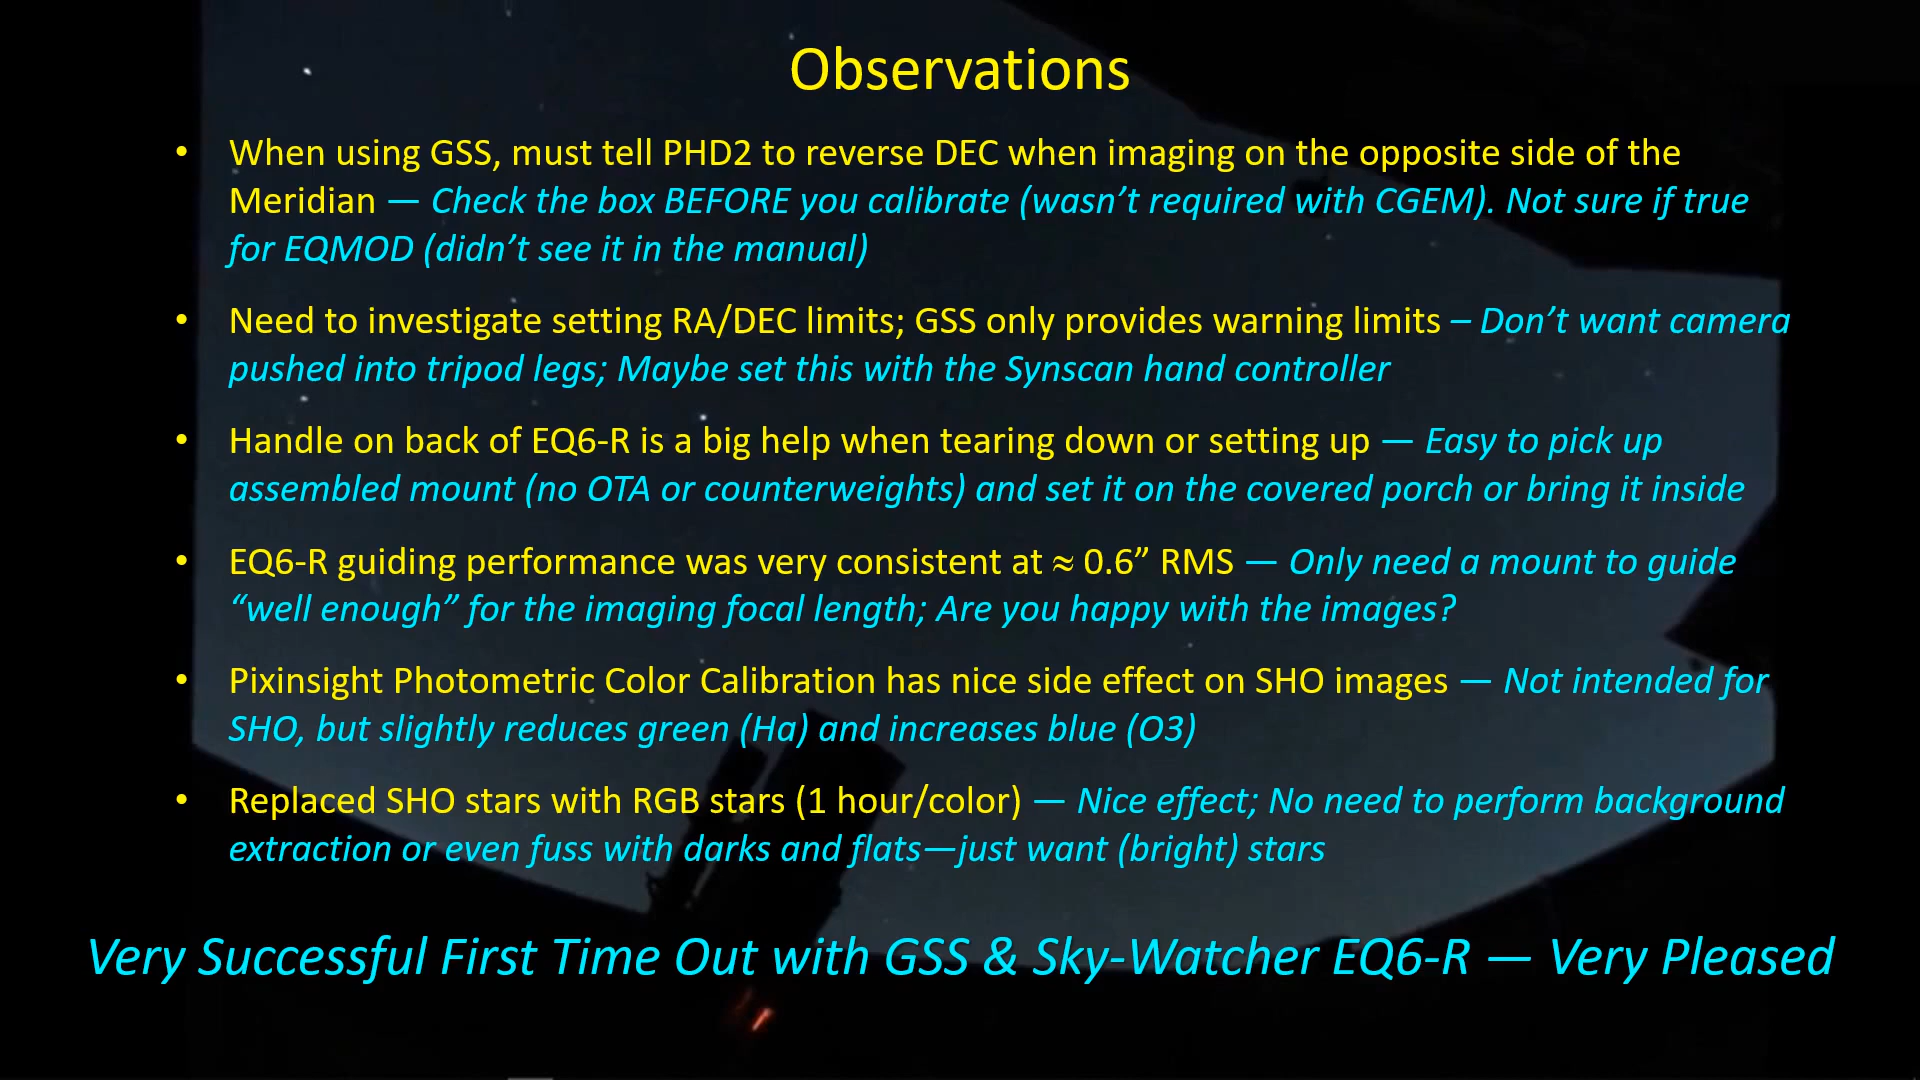 Observations
• When using GSS, must tell PHD2 to reverse DEC when imaging on the opposite side of the
Meridian — Check the box BEFORE you calibrate (wasn’t required with CGEM). Not sure if true
for EQMOD (didn’t see it in the manual)
• Need to investigate setting RA/DEC limits; GSS only provides warning limits – Don’t want camera
pushed into tripod legs; Maybe set this with the Synscan hand controller
• Handle on back of EQ6-R is a big help when tearing down or setting up — Easy to pick up
assembled mount (no OTA or counterweights) and set it on the covered porch or bring it inside
• EQ6-R guiding performance was very consistent at ≈ 0.6” RMS — Only need a mount to guide
“well enough” for the imaging focal length; Are you happy with the images?
• Pixinsight Photometric Color Calibration has nice side effect on SHO images — Not intended for
SHO, but slightly reduces green (Ha) and increases blue (O3)
• Replaced SHO stars with RGB stars (1 hour/color) — Nice effect; No need to perform background
extraction or even fuss with darks and flats—just want (bright) stars
Very Successful First Time Out with GSS & Sky-Watcher EQ6-R — Very Pleased